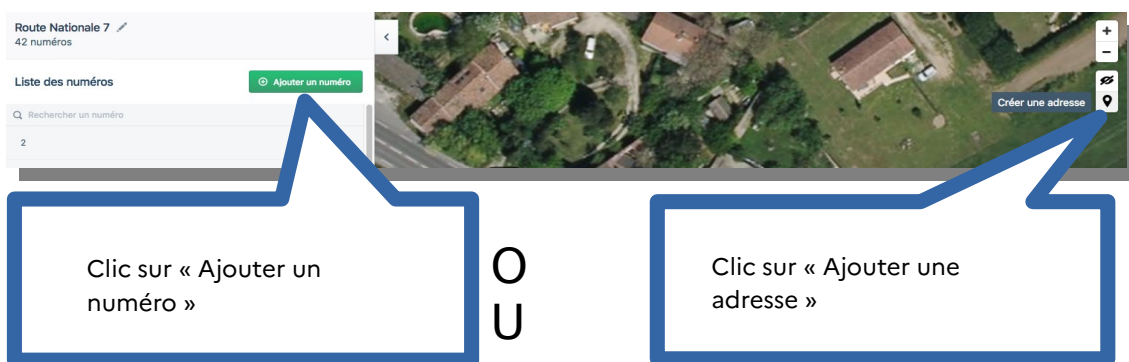 Route Nationale 7
42 numéros
Liste des numéros
Ajouter un numéro
Rechercher un numéro
2
Créer une adresse
Clic sur « Ajouter un
numéro »
O
U
Clic sur « Ajouter une
adresse »